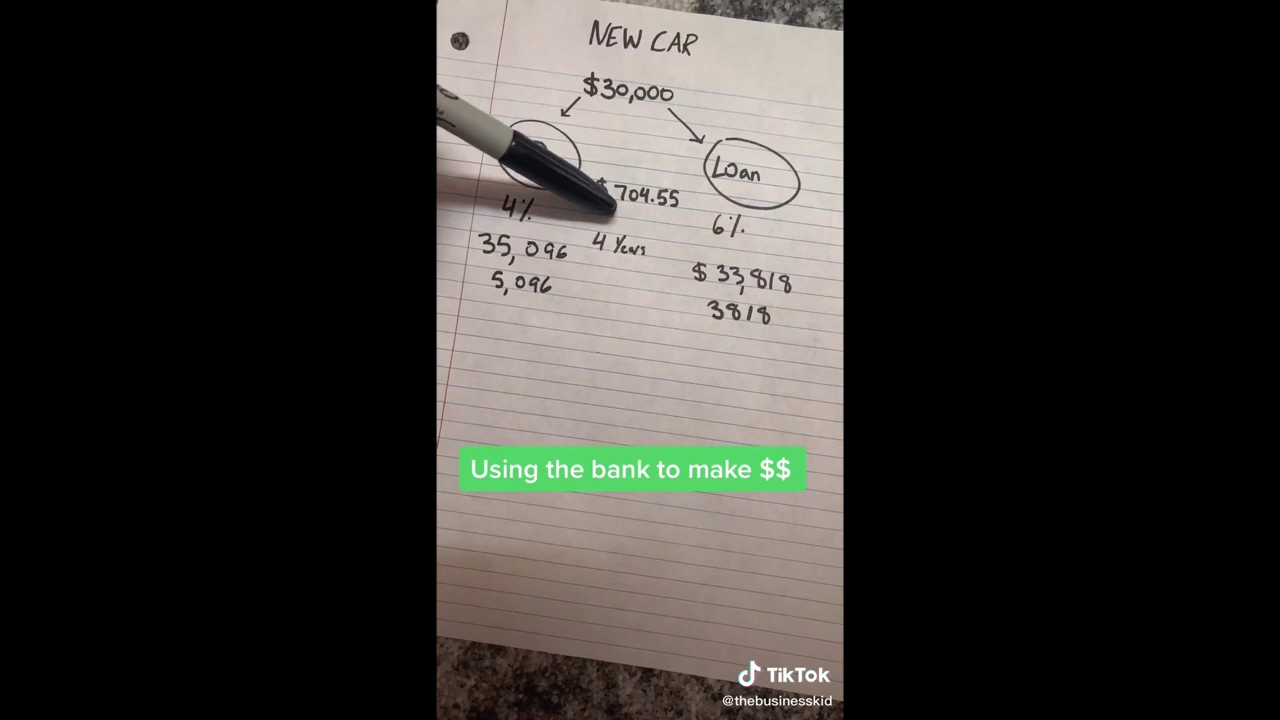 NEW CAR
$30,000
Loan
$ 704.55
4%
6%
4 Years
35,096
$ 33,818
5,096
3818
Using the bank to make $$
TikTok
@thebusinesskid